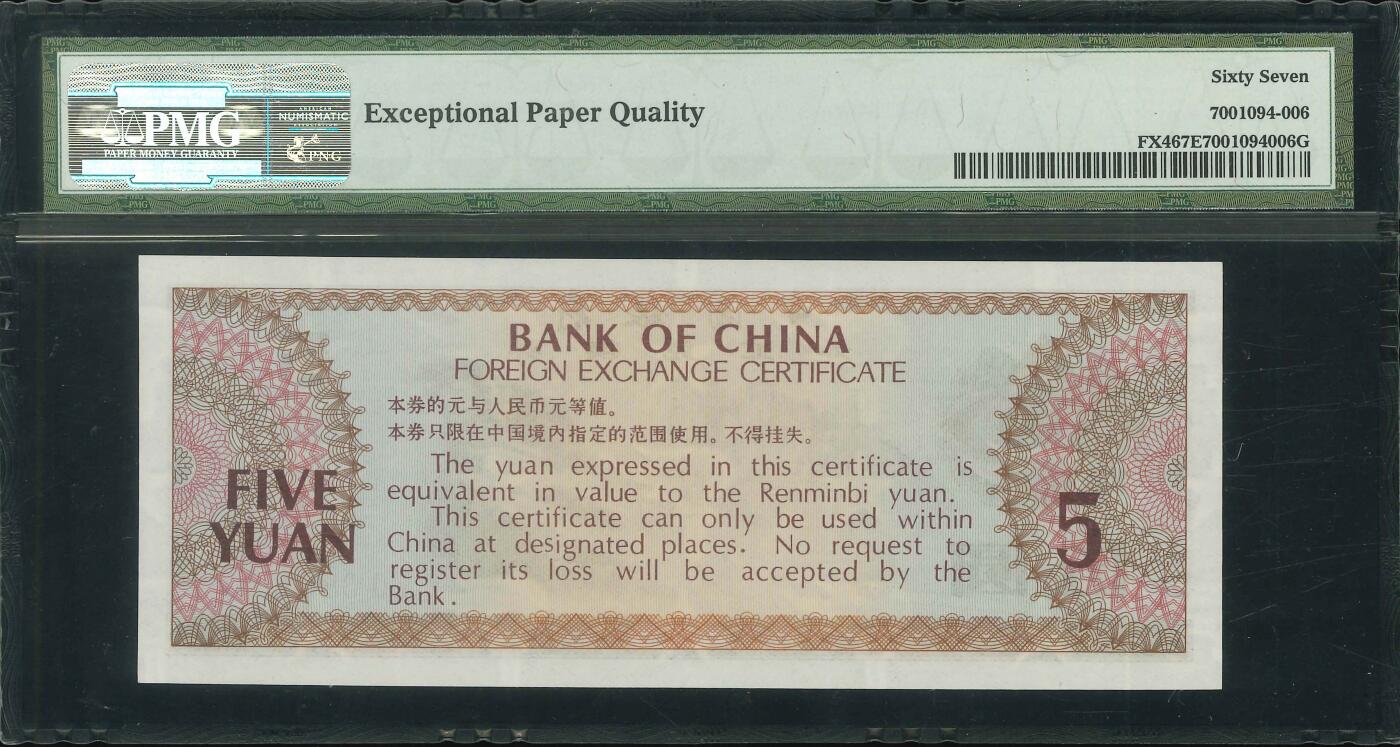 PMG
PAPER MONEY GUARANTY
AMERICAN
NUMISMATIC
ASSOCIATION
PNG
Exceptional Paper Quality
Sixty Seven
7001094-006
FX467E7001094006G
BANK OF CHINA
FOREIGN EXCHANGE CERTIFICATE
本券的元与人民币元等值。
本券只限在中国境内指定的范围使用。不得挂失。
The yuan expressed in this certificate is
equivalent in value to the Renminbi yuan.
This certificate can only be used within
China at designated places. No request to
register its loss will be accepted by the
Bank.
FIVE
YUAN
5